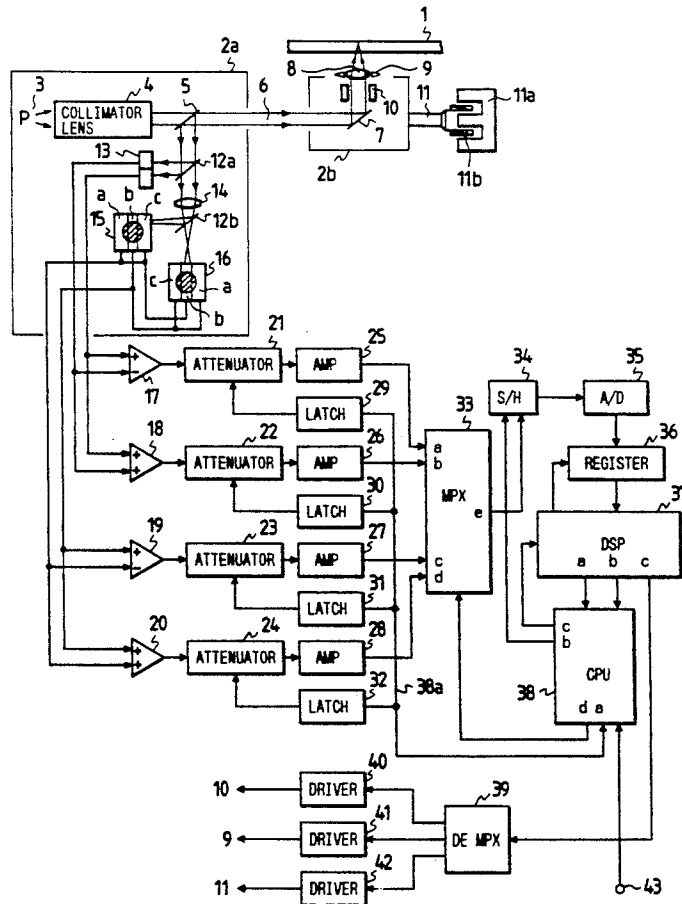 1
2a
8
9
3
4
5
6
10
11
11a
P
COLLIMATOR
LENS
7
11b
13
12a
2b
14
a
b
c
12b
15
16
c
a
b
21
25
34
35
+
-
ATTENUATOR
AMP
S/H
A/D
17
29
33
36
LATCH
22
26
a
REGISTER
18
+
+
ATTENUATOR
AMP
b
MPX
30
e
37
LATCH
DSP
19
23
27
a b c
+
-
ATTENUATOR
AMP
c
d
31
LATCH
c
b
20
24
28
CPU
+
+
ATTENUATOR
AMP
38
32
38a
LATCH
d a
40
10
DRIVER
39
41
9
DRIVER
DE MPX
42
11
DRIVER
43